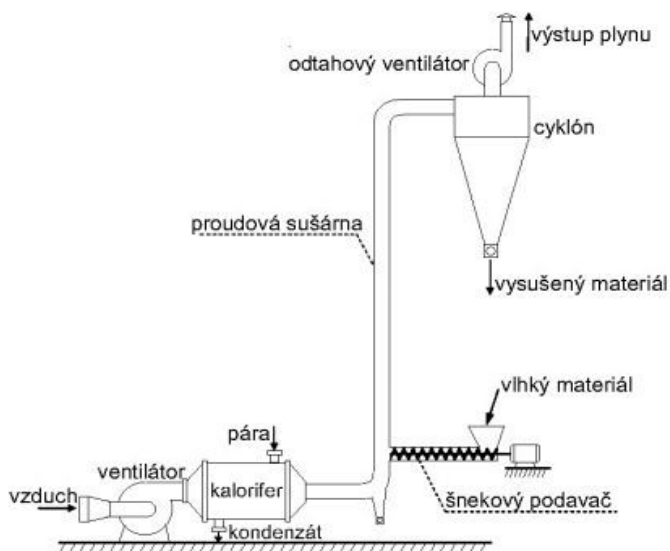 výstup plynu
odtahový ventilátor
cyklón
proudová sušárna
vysušený materiál
vlhký materiál
pára
ventilátor
kalorifer
vzduch
šnekový podavač
kondenzát